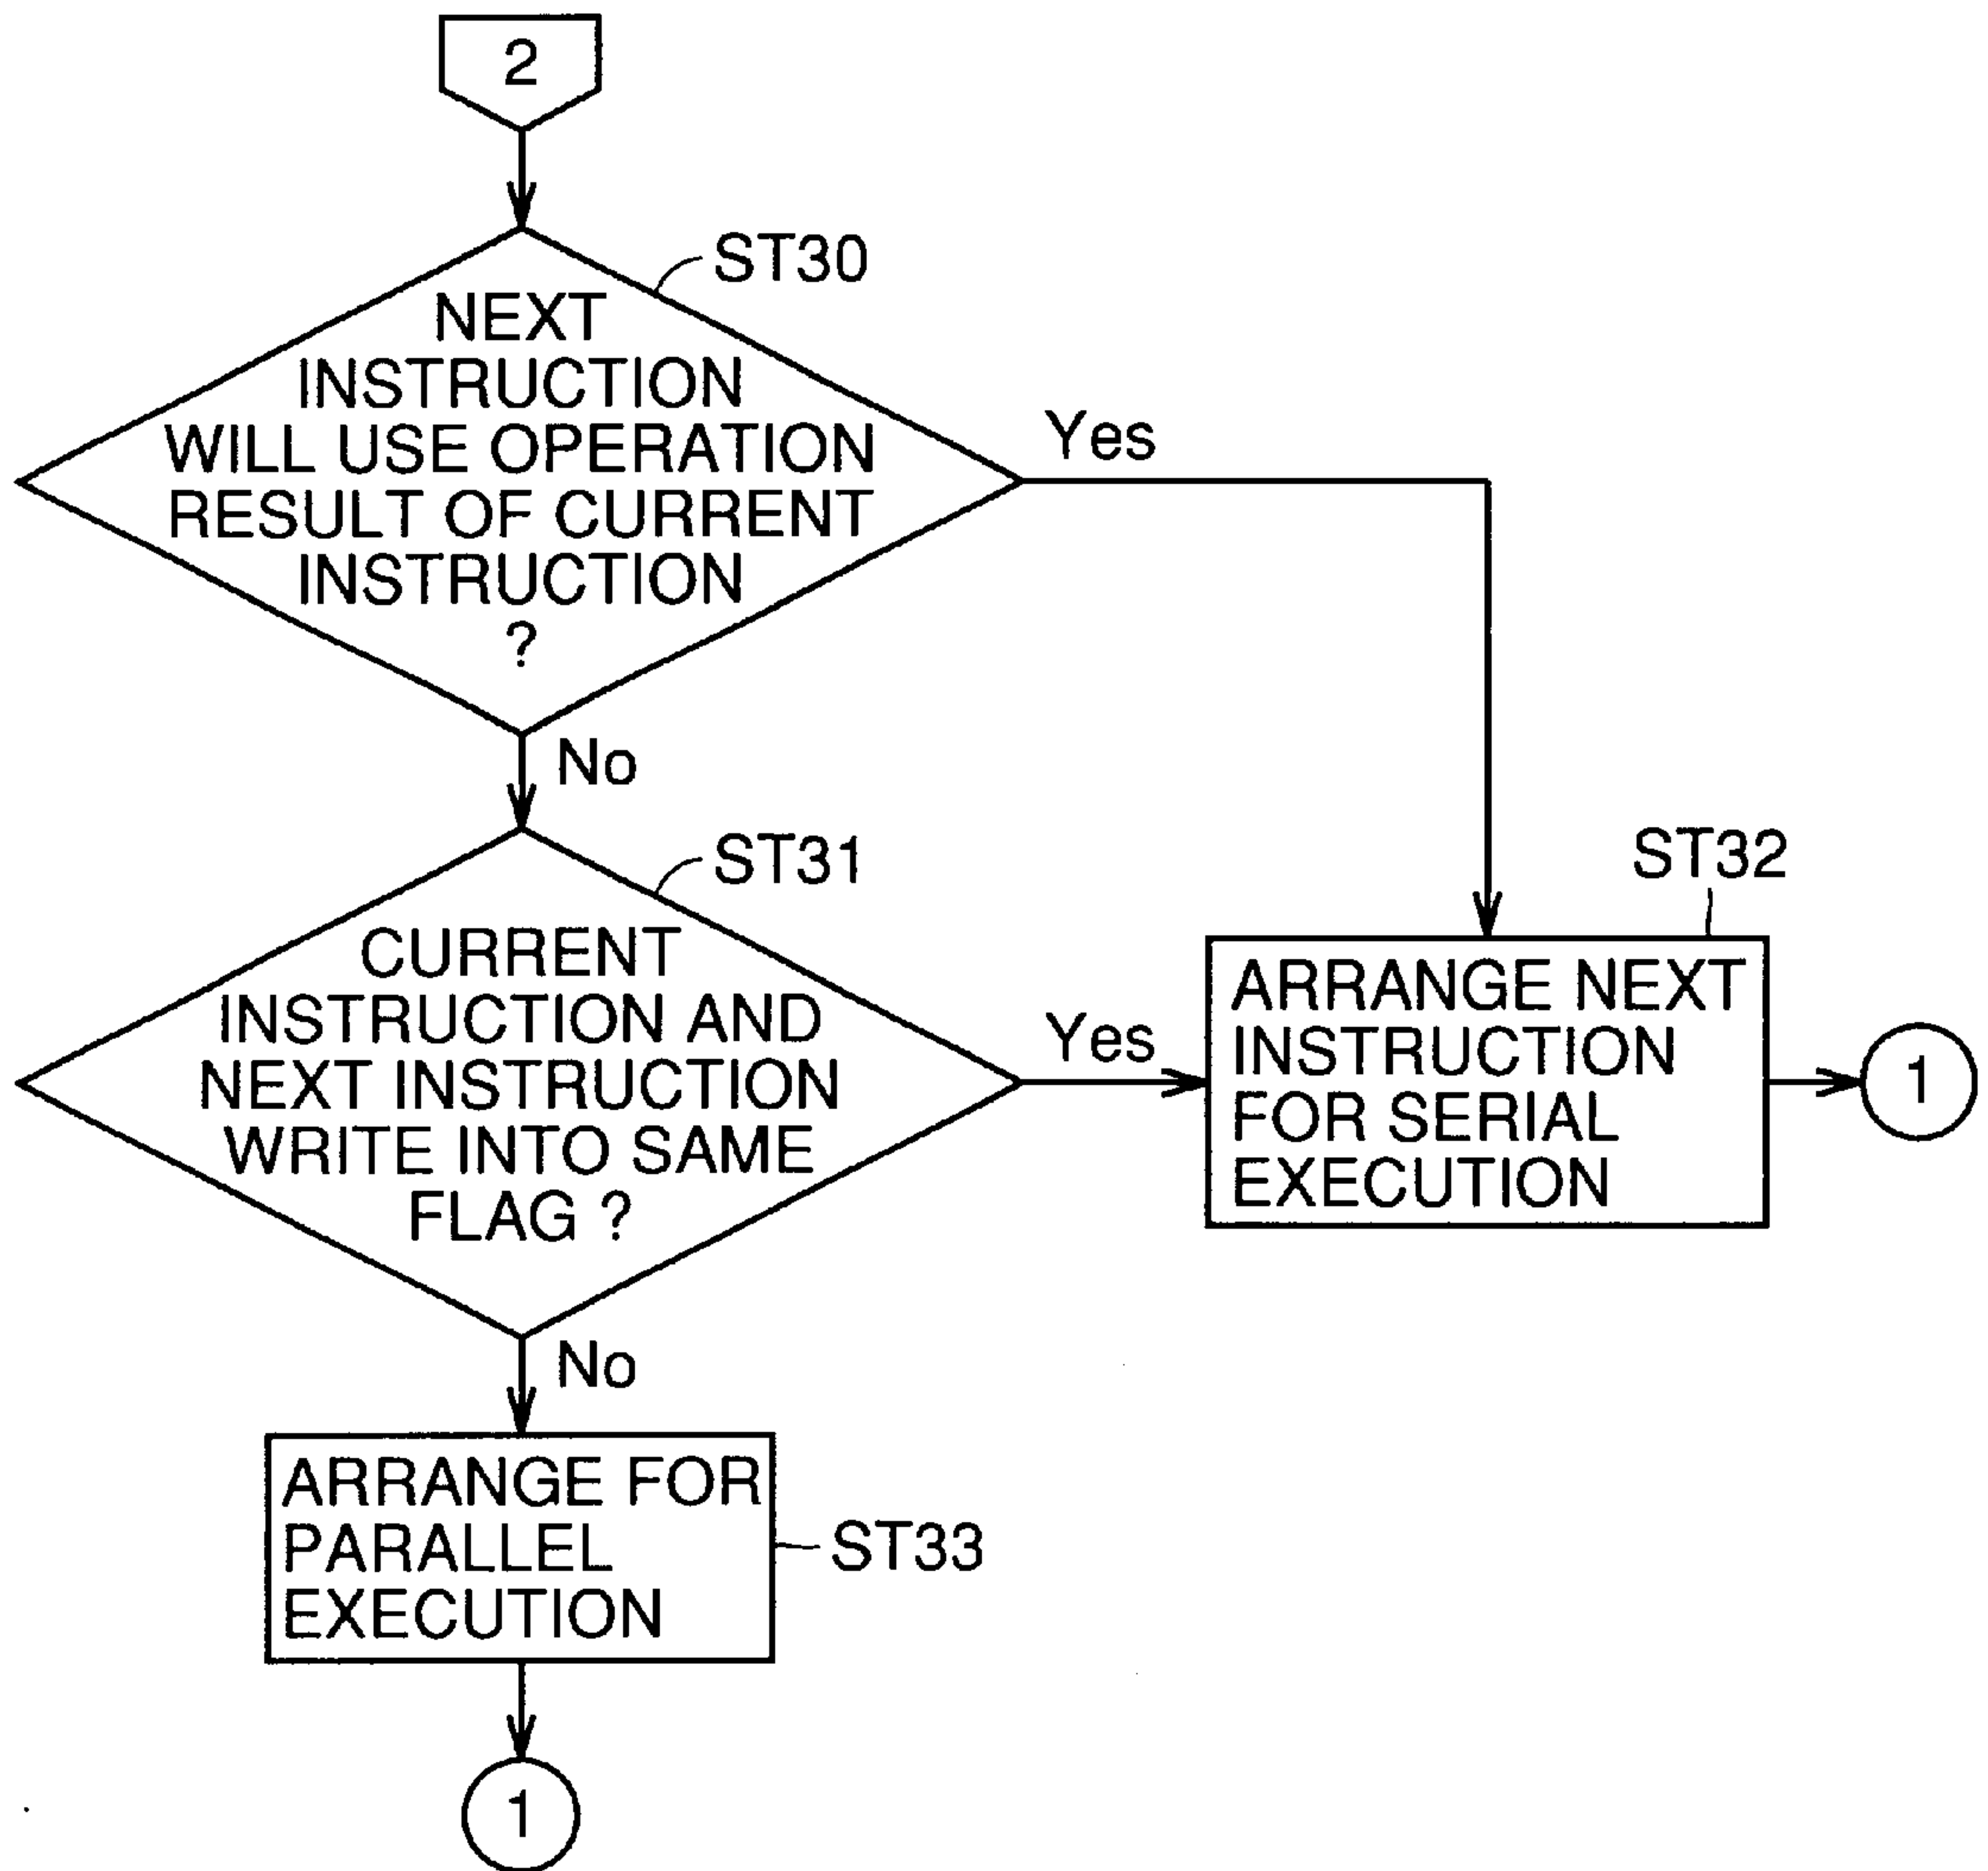 2
ST30
NEXT
INSTRUCTION
WILL USE OPERATION
RESULT OF CURRENT
INSTRUCTION
?
Yes
No
ST31
CURRENT
INSTRUCTION AND
NEXT INSTRUCTION
WRITE INTO SAME
FLAG ?
Yes
ST32
ARRANGE NEXT
INSTRUCTION
FOR SERIAL
EXECUTION
1
No
ARRANGE FOR
PARALLEL
EXECUTION
ST33
1